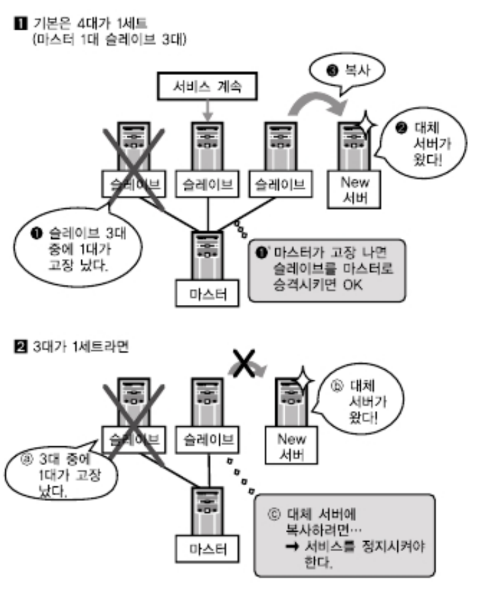 1 기본은 4대가 1세트
(마스터 1대 슬레이브 3대)
❸ 복사
서비스 계속
❷ 대체
서버가
왔다!
슬레이브
슬레이브
슬레이브
New
서버
❶ 슬레이브 3대
중에 1대가
고장 났다.
마스터
❶' 마스터가 고장 나면
슬레이브를 마스터로
승격시키면 OK
2 3대가 1세트라면
ⓑ 대체
서버가
왔다!
슬레이브
슬레이브
New
서버
ⓐ 3대 중에
1대가 고장
났다.
마스터
ⓒ 대체 서버에
복사하려면…
➡ 서비스를 정지시켜야
한다.